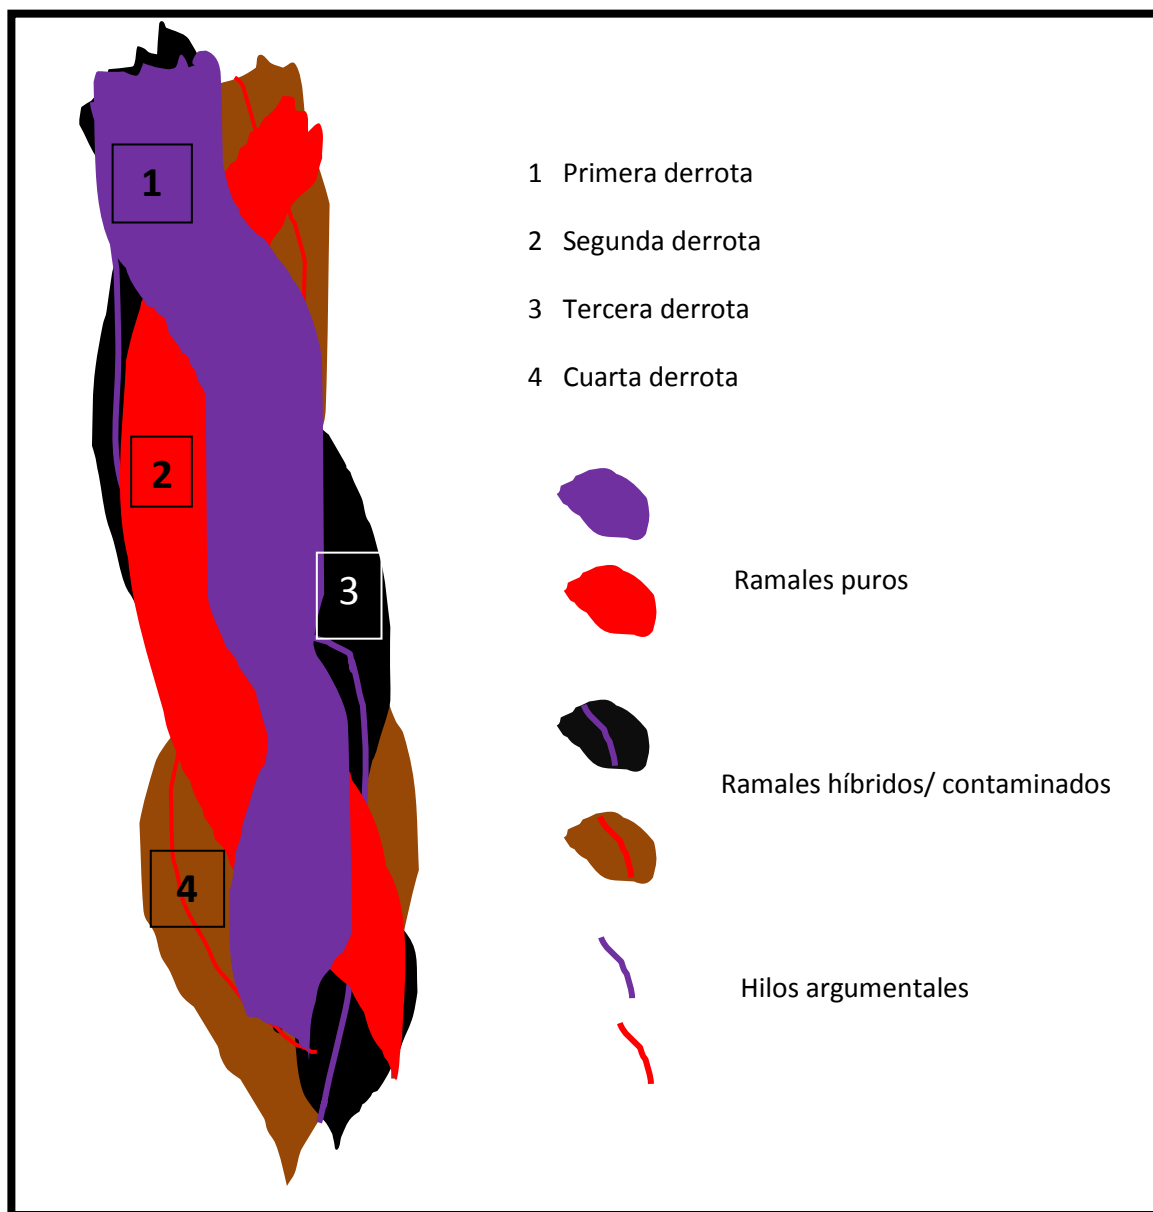 1
2
3
4
1 Primera derrota
2 Segunda derrota
3 Tercera derrota
4 Cuarta derrota
Ramales puros
Ramales híbridos/ contaminados
Hilos argumentales